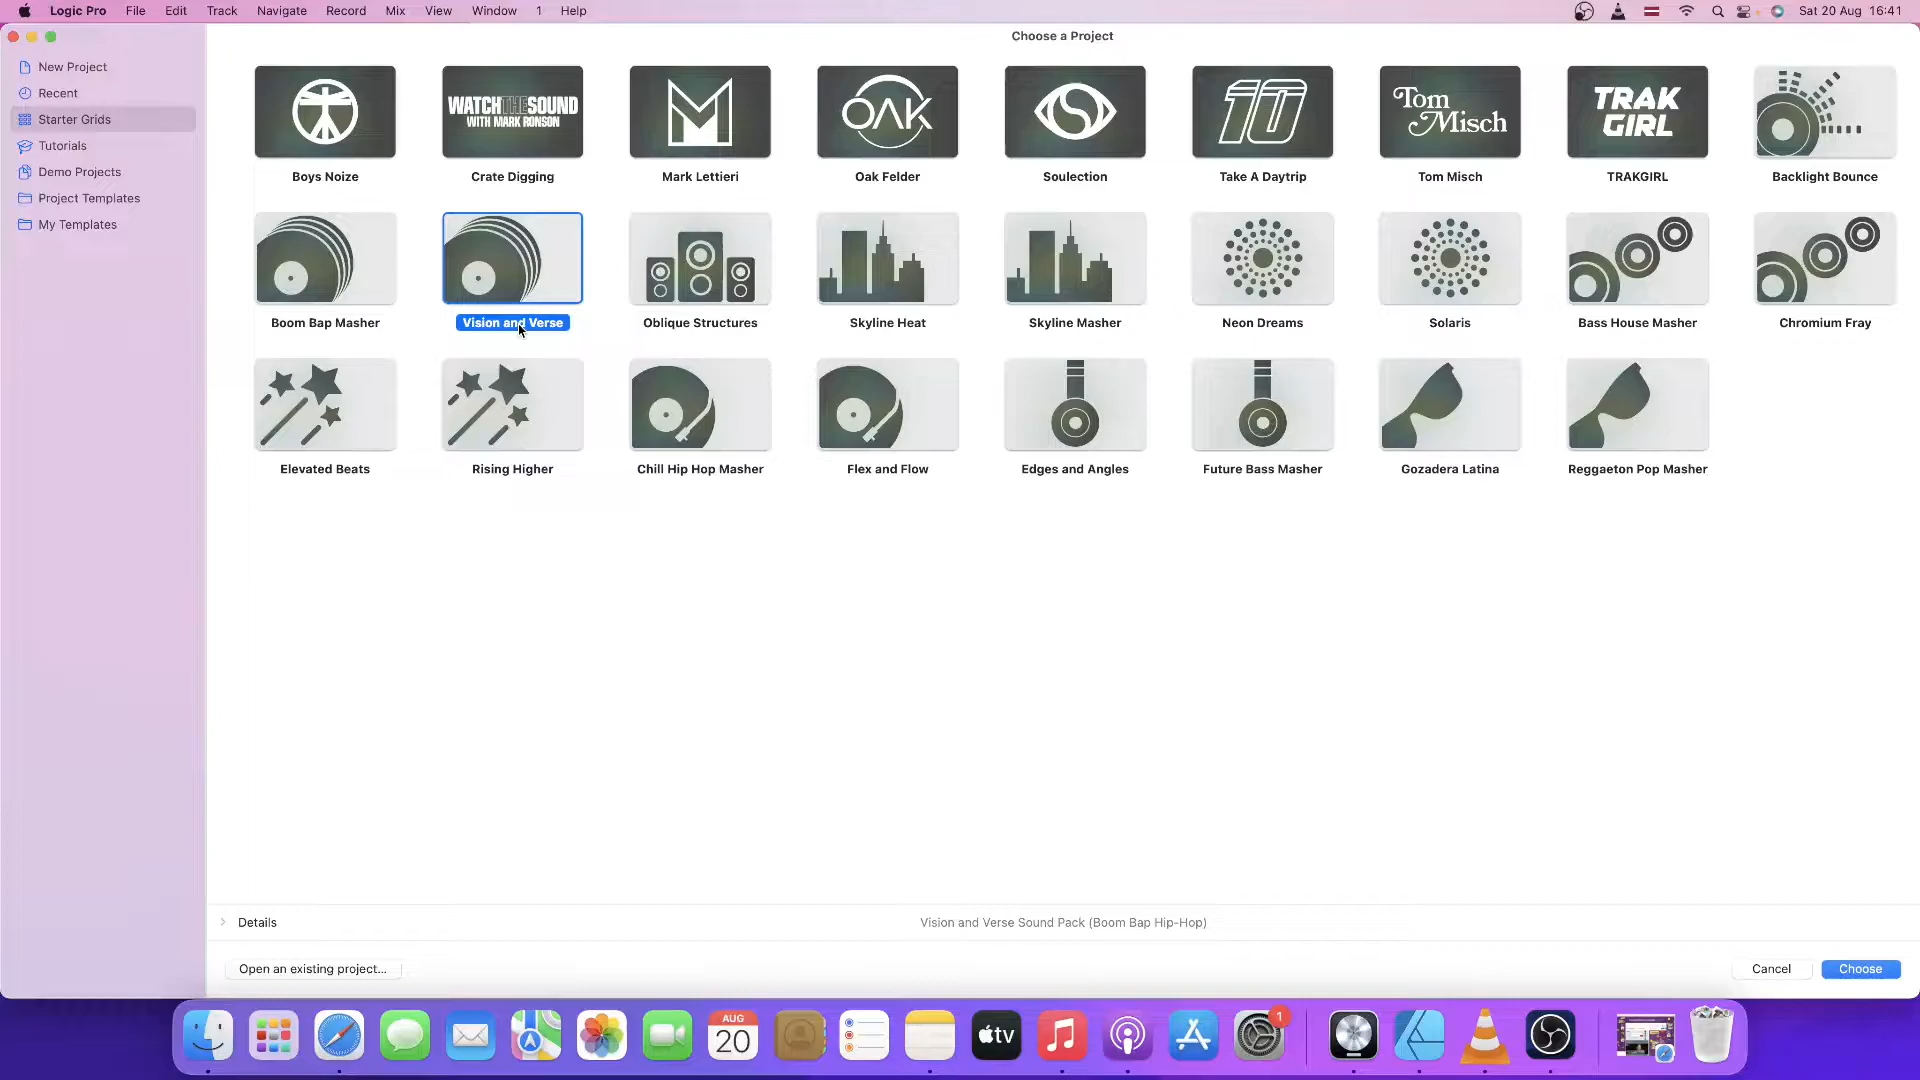 Logic Pro File Edit Track Navigate Record Mix View Window 1 Help Sat 20 Aug 16:41
Choose a Project
New Project
Recent
Starter Grids
Tutorials
Demo Projects
Project Templates
My Templates
WATCH THE SOUND
WITH MARK RONSON
M
OAK
S
10
Tom
Misch
TRAK
GIRL
Boys Noize Crate Digging Mark Lettieri Oak Felder Soulection Take A Daytrip Tom Misch TRAKGIRL Backlight Bounce
Boom Bap Masher Vision and Verse Oblique Structures Skyline Heat Skyline Masher Neon Dreams Solaris Bass House Masher Chromium Fray
Elevated Beats Rising Higher Chill Hip Hop Masher Flex and Flow Edges and Angles Future Bass Masher Gozadera Latina Reggaeton Pop Masher
Details Vision and Verse Sound Pack (Boom Bap Hip-Hop)
Open an existing project... Cancel Choose
AUG
20
tv
1